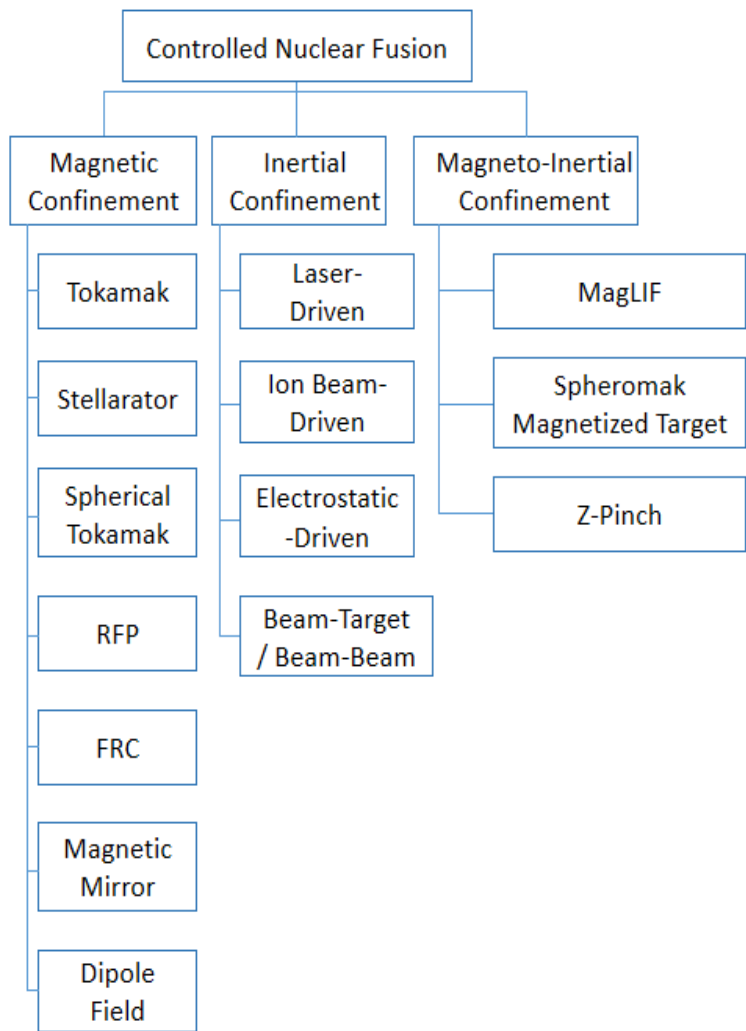 Controlled Nuclear Fusion
Magnetic
Confinement
Tokamak
Stellarator
Spherical
Tokamak
RFP
FRC
Magnetic
Mirror
Dipole
Field
Inertial
Confinement
Laser-
Driven
Ion Beam-
Driven
Electrostatic
-Driven
Beam-Target
/ Beam-Beam
Magneto-Inertial
Confinement
MagLIF
Spheromak
Magnetized Target
Z-Pinch